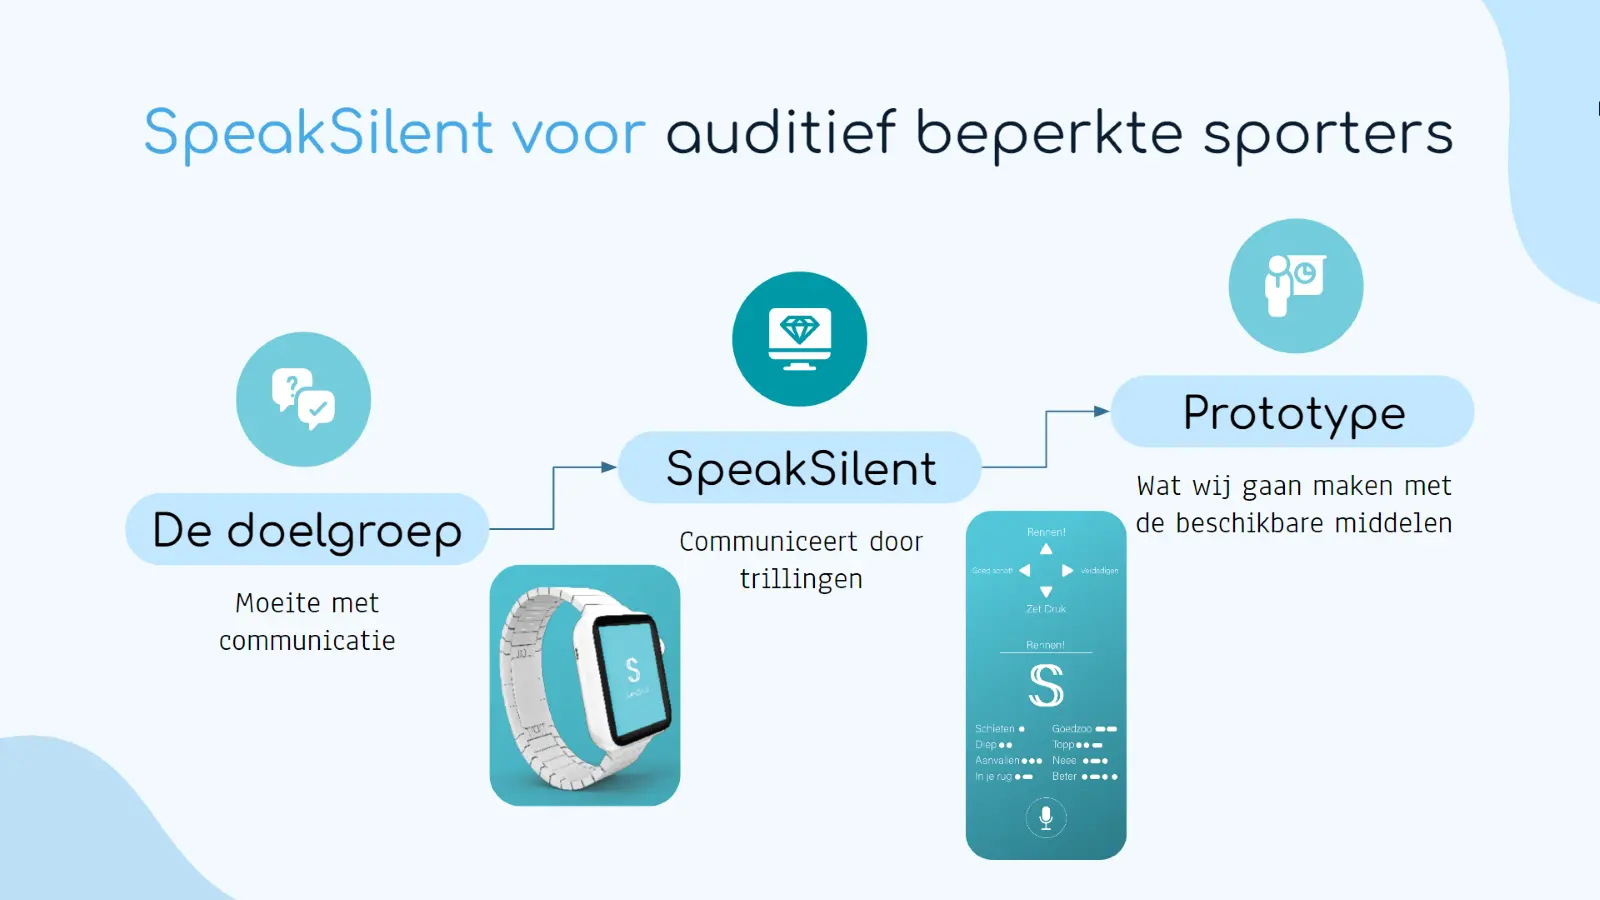 SpeakSilent voor auditief beperkte sporters
De doelgroep
Moeite met
communicatie
SpeakSilent
Communiceert door
trillingen
Prototype
Wat wij gaan maken met
de beschikbare middelen
S
Rennen!
Goed schot!
Verdedigen
Zet Druk
Rennen!
S
Schieten
Goedzoo
Diep
Topp
Aanvallen
Neee
In je rug
Beter